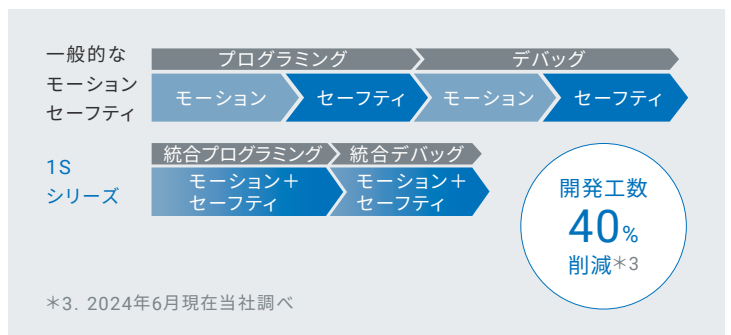 一般的な
モーション
セーフティ
プログラミング
デバッグ
モーション
セーフティ
モーション
セーフティ
1S
シリーズ
統合プログラミング
統合デバッグ
モーション＋
セーフティ
モーション＋
セーフティ
開発工数
40%
削減＊3
＊3. 2024年6月現在当社調べ